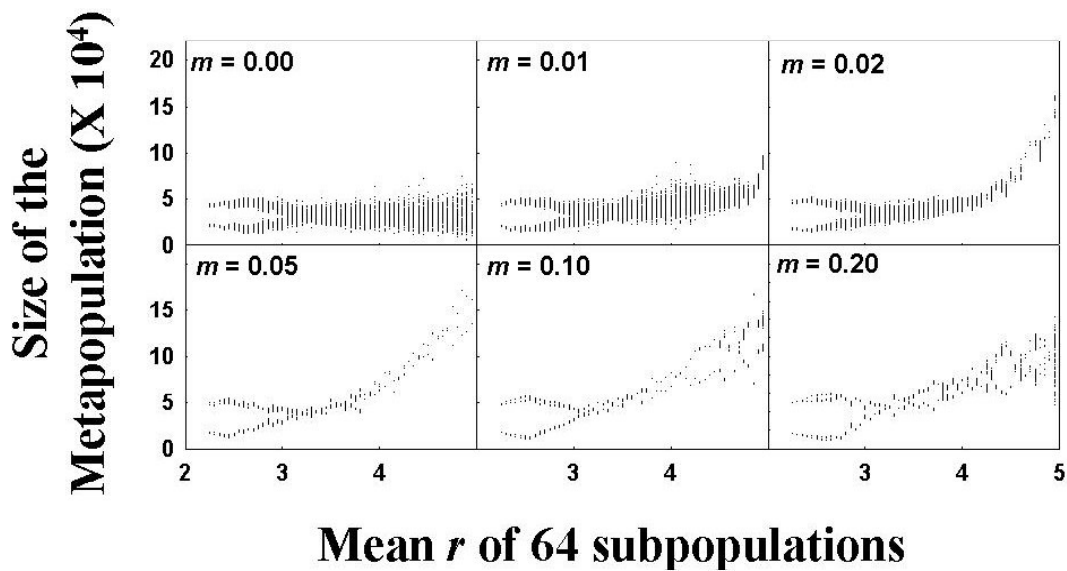 Size of the
Metapopulation (X 10⁴)
m = 0.00
m = 0.01
m = 0.02
20
15
10
5
0
m = 0.05
m = 0.10
m = 0.20
15
10
5
0
2
3
4
3
4
3
4
5
Mean r of 64 subpopulations